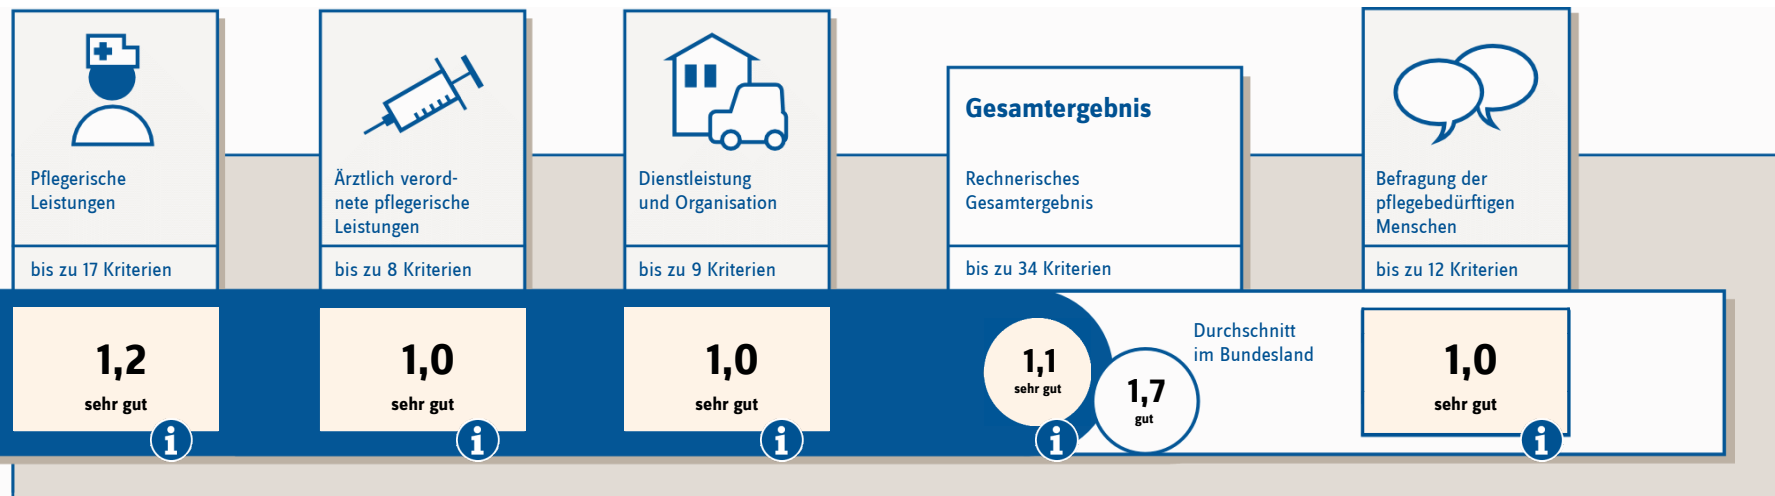 Pflegerische
Leistungen
bis zu 17 Kriterien
1,2
sehr gut
i
Ärztlich verord-
nete pflegerische
Leistungen
bis zu 8 Kriterien
1,0
sehr gut
i
Dienstleistung
und Organisation
bis zu 9 Kriterien
1,0
sehr gut
i
Gesamtergebnis
Rechnerisches
Gesamtergebnis
bis zu 34 Kriterien
1,1
sehr gut
i
1,7
gut
Durchschnitt
im Bundesland
Befragung der
pflegebedürftigen
Menschen
bis zu 12 Kriterien
1,0
sehr gut
i